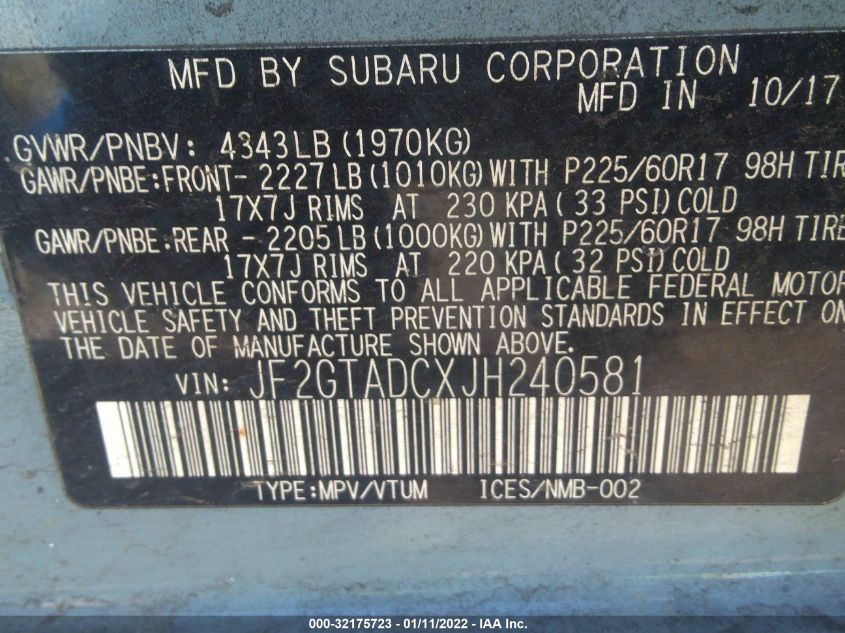 MFD BY SUBARU CORPORATION
MFD IN 10/17
GVWR/PNBV: 4343LB (1970KG)
GAWR/PNBE:FRONT- 2227LB (1010KG) WITH P225/60R17 98H TIRE
17X7J RIMS AT 230 KPA (33 PSI) COLD
GAWR/PNBE:REAR - 2205LB (1000KG) WITH P225/60R17 98H TIRE
17X7J RIMS AT 220 KPA (32 PSI) COLD
THIS VEHICLE CONFORMS TO ALL APPLICABLE FEDERAL MOTOR
VEHICLE SAFETY AND THEFT PREVENTION STANDARDS IN EFFECT ON
THE DATE OF MANUFACTURE SHOWN ABOVE.
VIN: JF2GTADCXJH240581
TYPE:MPV/VTUM ICES/NMB-002
000-32175723 - 01/11/2022 - IAA Inc.